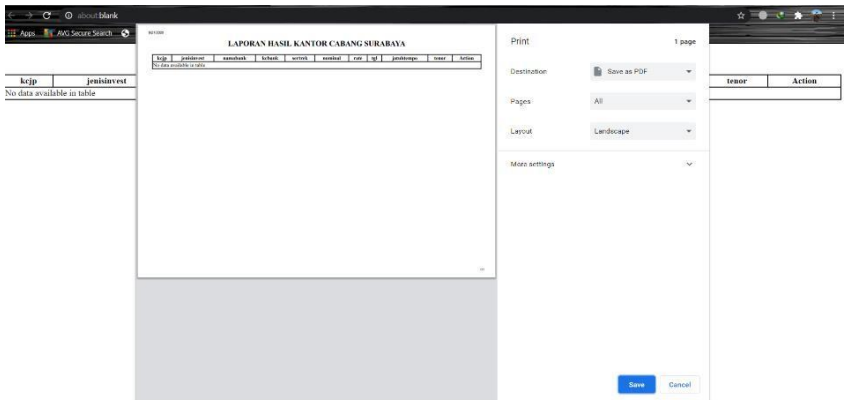 about:blank
Apps AVG Secure Search
LAPORAN HASIL KANTOR CABANG SURABAYA
kcjp jenisinvest namabank kebank norrek nominal rate tgl jatuhtempo tenor Action
No data available in table
kcjp jenisinvest
No data available in table
tenor Action
Print 1 page
Destination Save as PDF
Pages All
Layout Landscape
More settings
Save Cancel